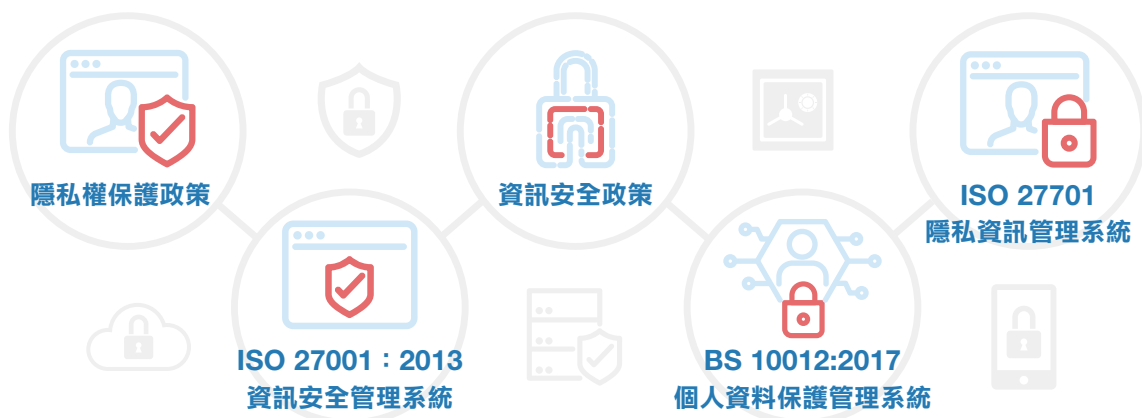 隱私權保護政策
ISO 27001：2013
資訊安全管理系統
資訊安全政策
BS 10012:2017
個人資料保護管理系統
ISO 27701
隱私資訊管理系統